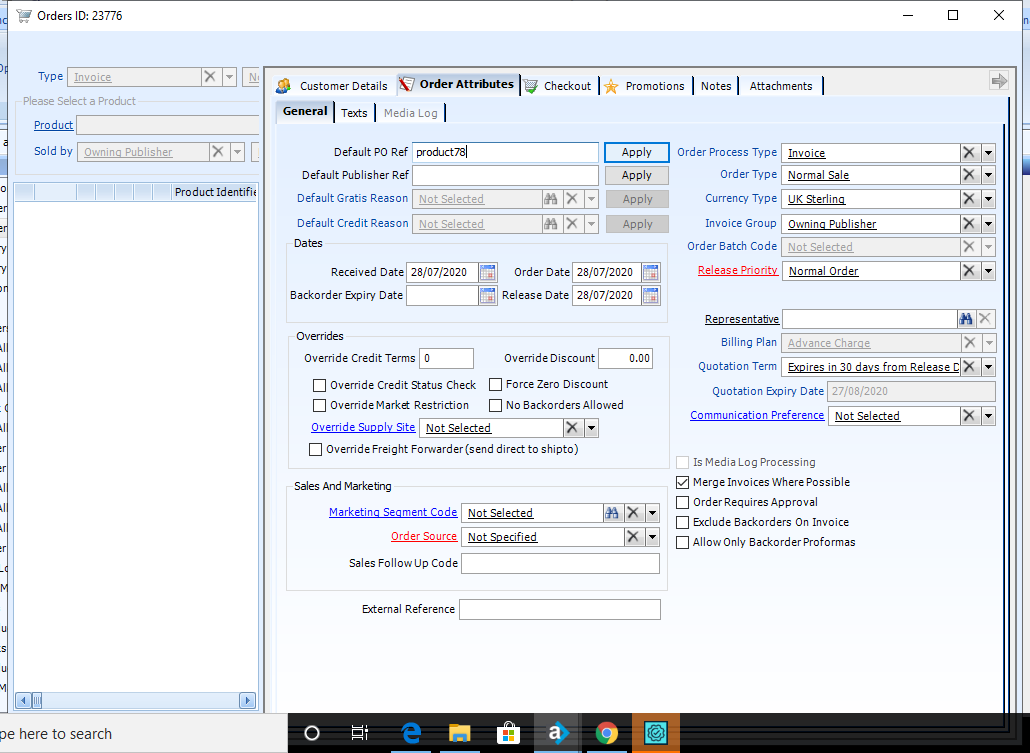 Orders ID: 23776
Type Invoice
Please Select a Product
Product
Sold by Owning Publisher
Product Identifie
Customer Details Order Attributes Checkout Promotions Notes Attachments
General Texts Media Log
Default PO Ref product78 Apply
Default Publisher Ref Apply
Default Gratis Reason Not Selected Apply
Default Credit Reason Not Selected Apply
Dates
Received Date 28/07/2020 Order Date 28/07/2020
Backorder Expiry Date Release Date 28/07/2020
Overrides
Override Credit Terms 0 Override Discount 0.00
Override Credit Status Check Force Zero Discount
Override Market Restriction No Backorders Allowed
Override Supply Site Not Selected
Override Freight Forwarder (send direct to shipto)
Sales And Marketing
Marketing Segment Code Not Selected
Order Source Not Specified
Sales Follow Up Code
External Reference
Order Process Type Invoice
Order Type Normal Sale
Currency Type UK Sterling
Invoice Group Owning Publisher
Order Batch Code Not Selected
Release Priority Normal Order
Representative
Billing Plan Advance Charge
Quotation Term Expires in 30 days from Release D
Quotation Expiry Date 27/08/2020
Communication Preference Not Selected
Is Media Log Processing
Merge Invoices Where Possible
Order Requires Approval
Exclude Backorders On Invoice
Allow Only Backorder Proformas
pe here to search